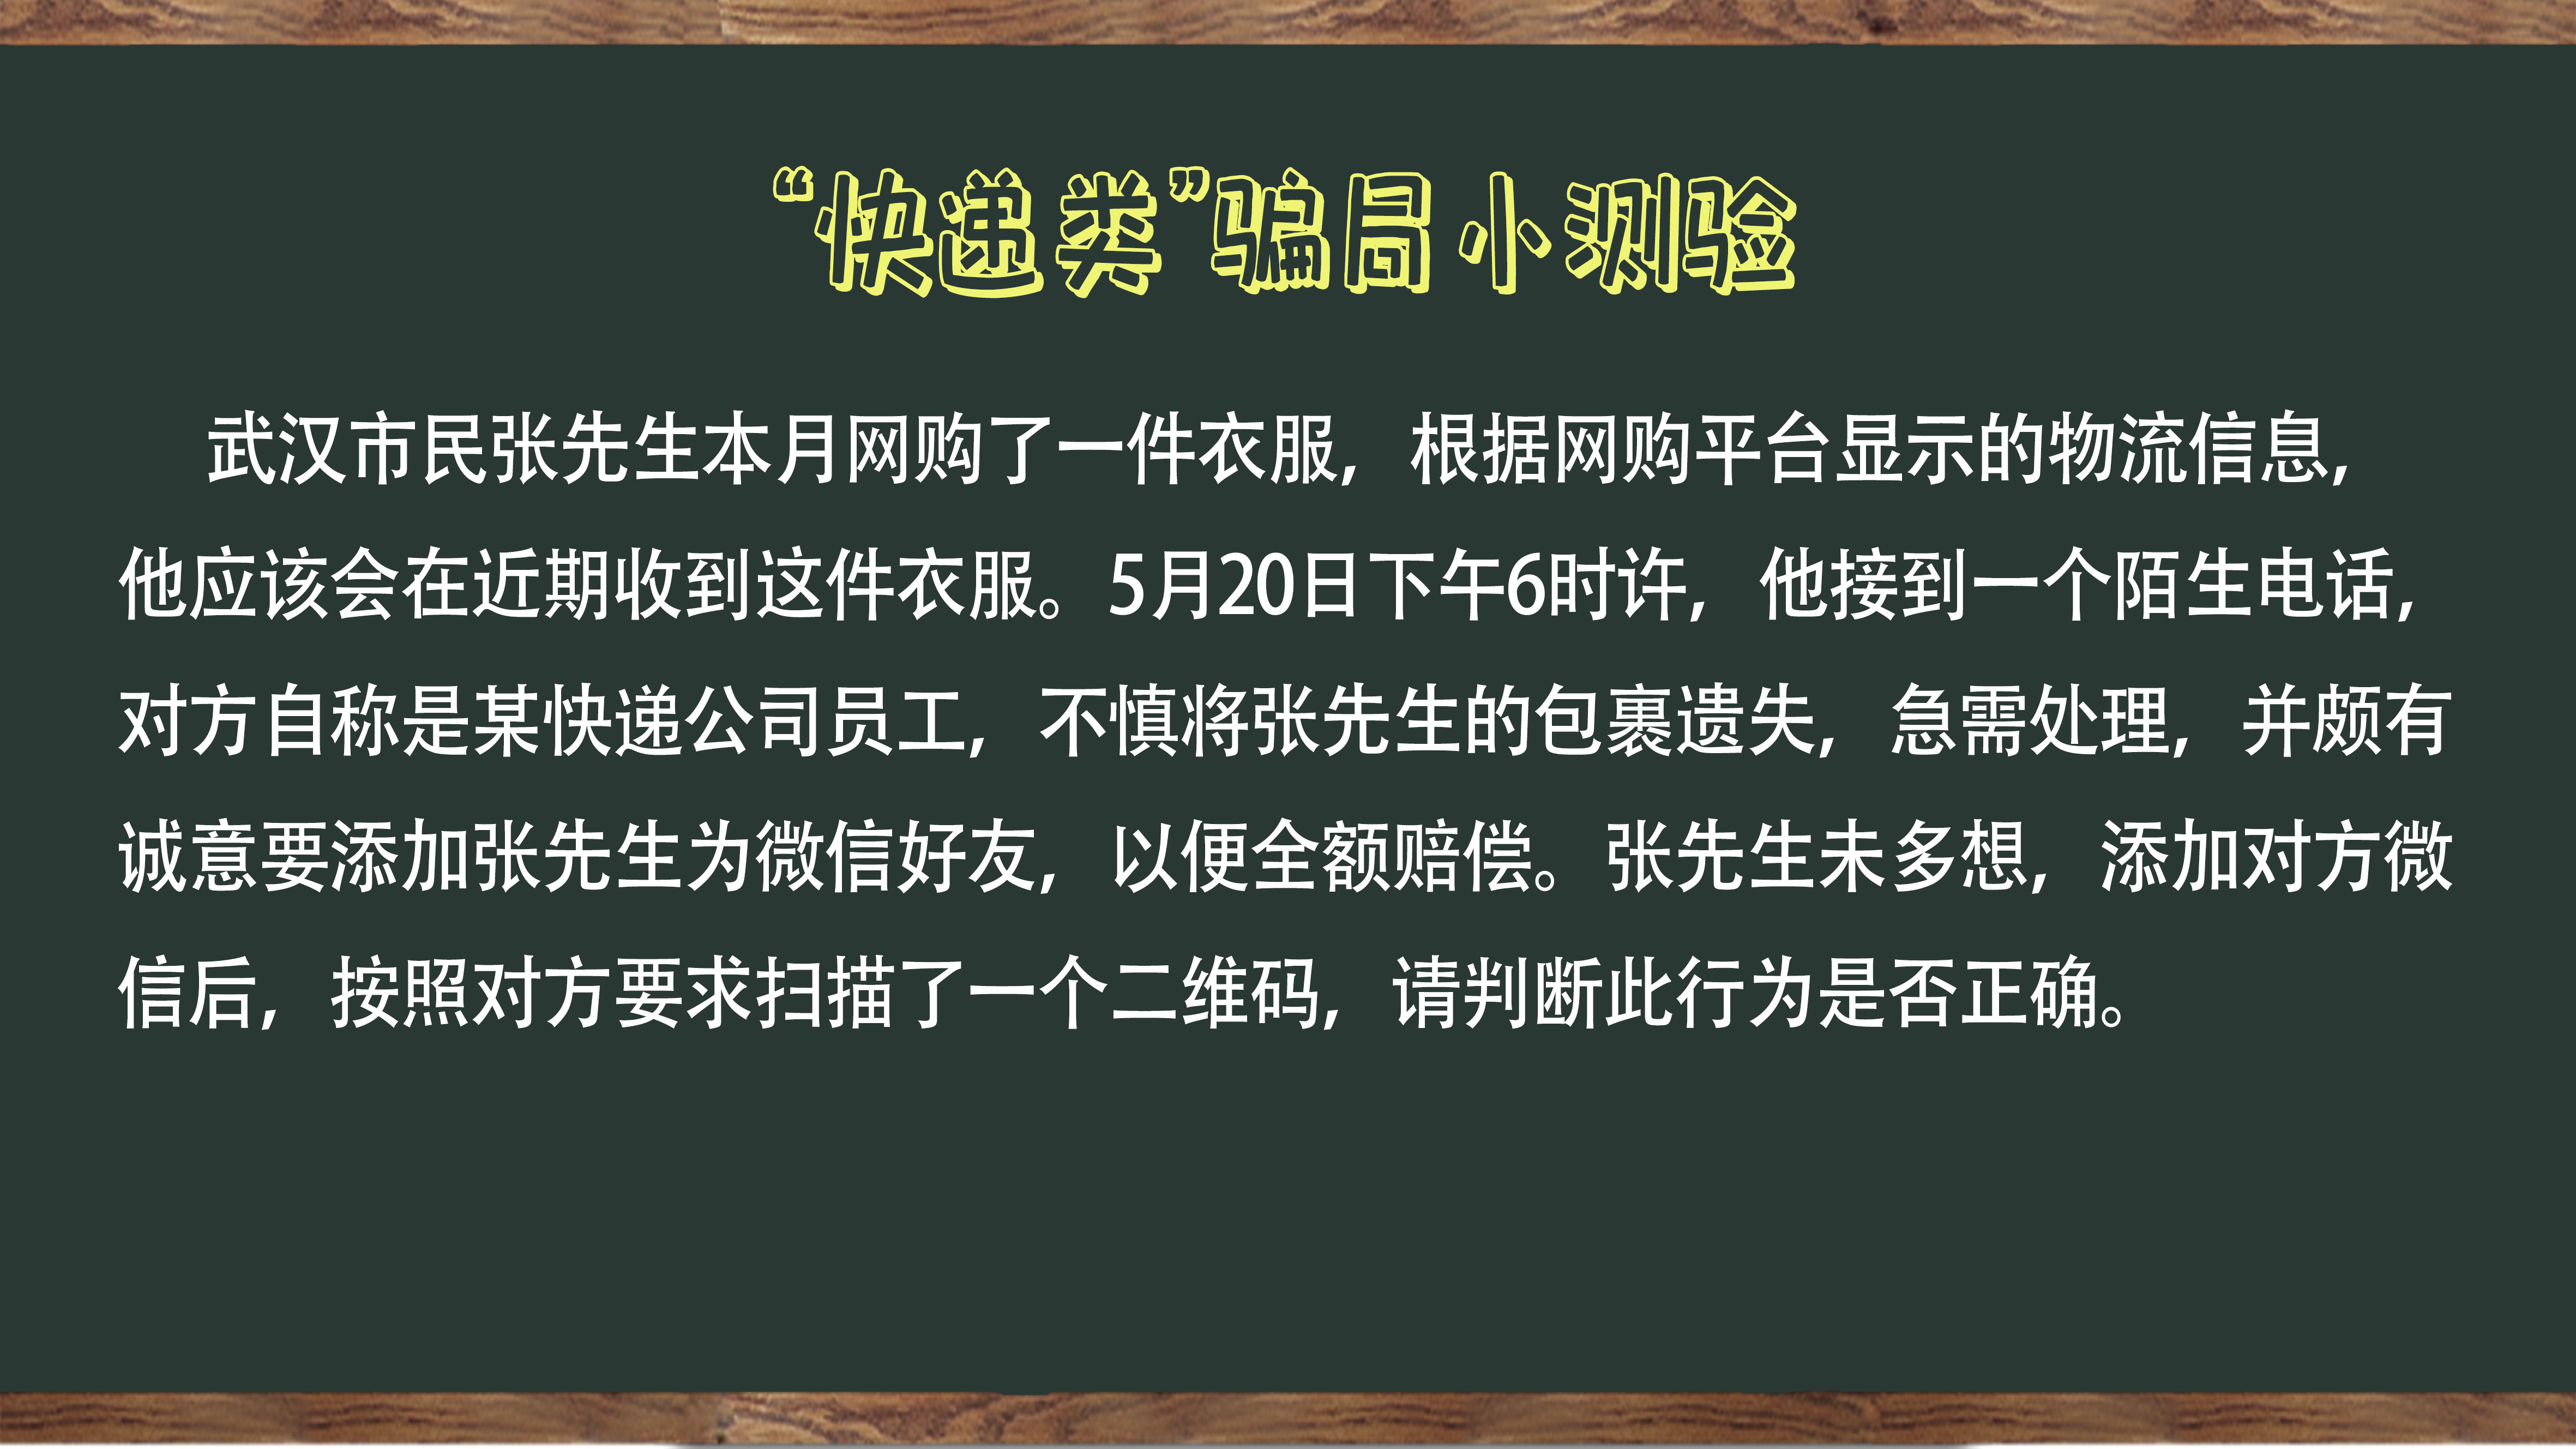 “快递类”骗局小测验
武汉市民张先生本月网购了一件衣服，根据网购平台显示的物流信息，
他应该会在近期收到这件衣服。5月20日下午6时许，他接到一个陌生电话，
对方自称是某快递公司员工，不慎将张先生的包裹遗失，急需处理，并颇有
诚意要添加张先生为微信好友，以便全额赔偿。张先生未多想，添加对方微
信后，按照对方要求扫描了一个二维码，请判断此行为是否正确。